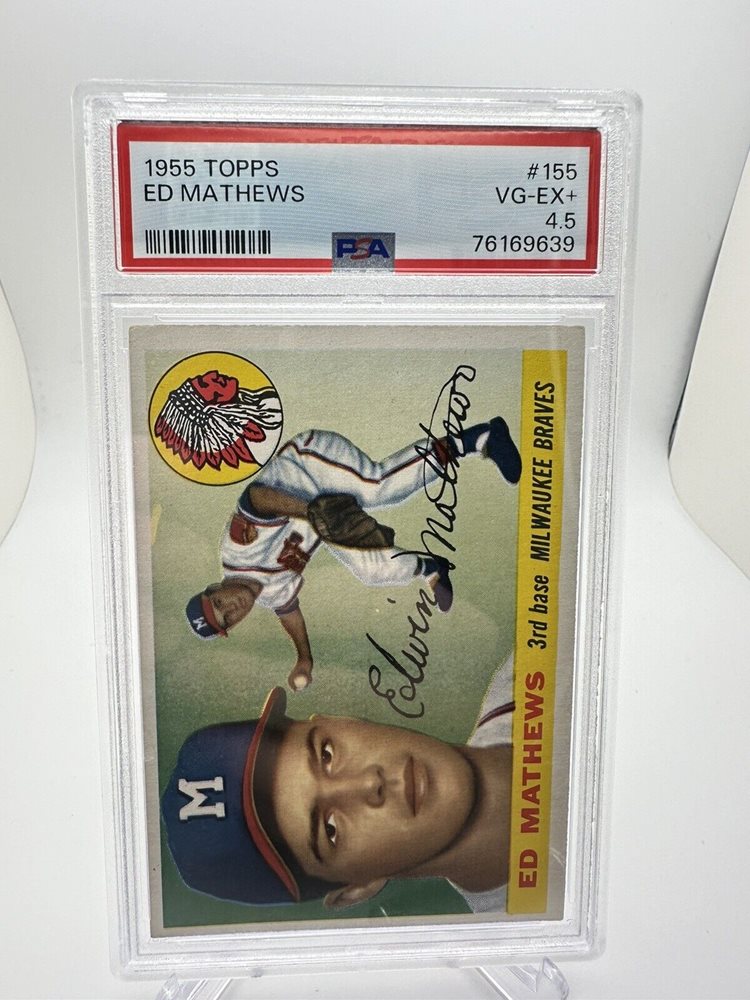 1955 TOPPS #155
ED MATHEWS VG-EX+
4.5
PSA 76169639
M
M
Edwin Mathews
ED MATHEWS 3rd base MILWAUKEE BRAVES